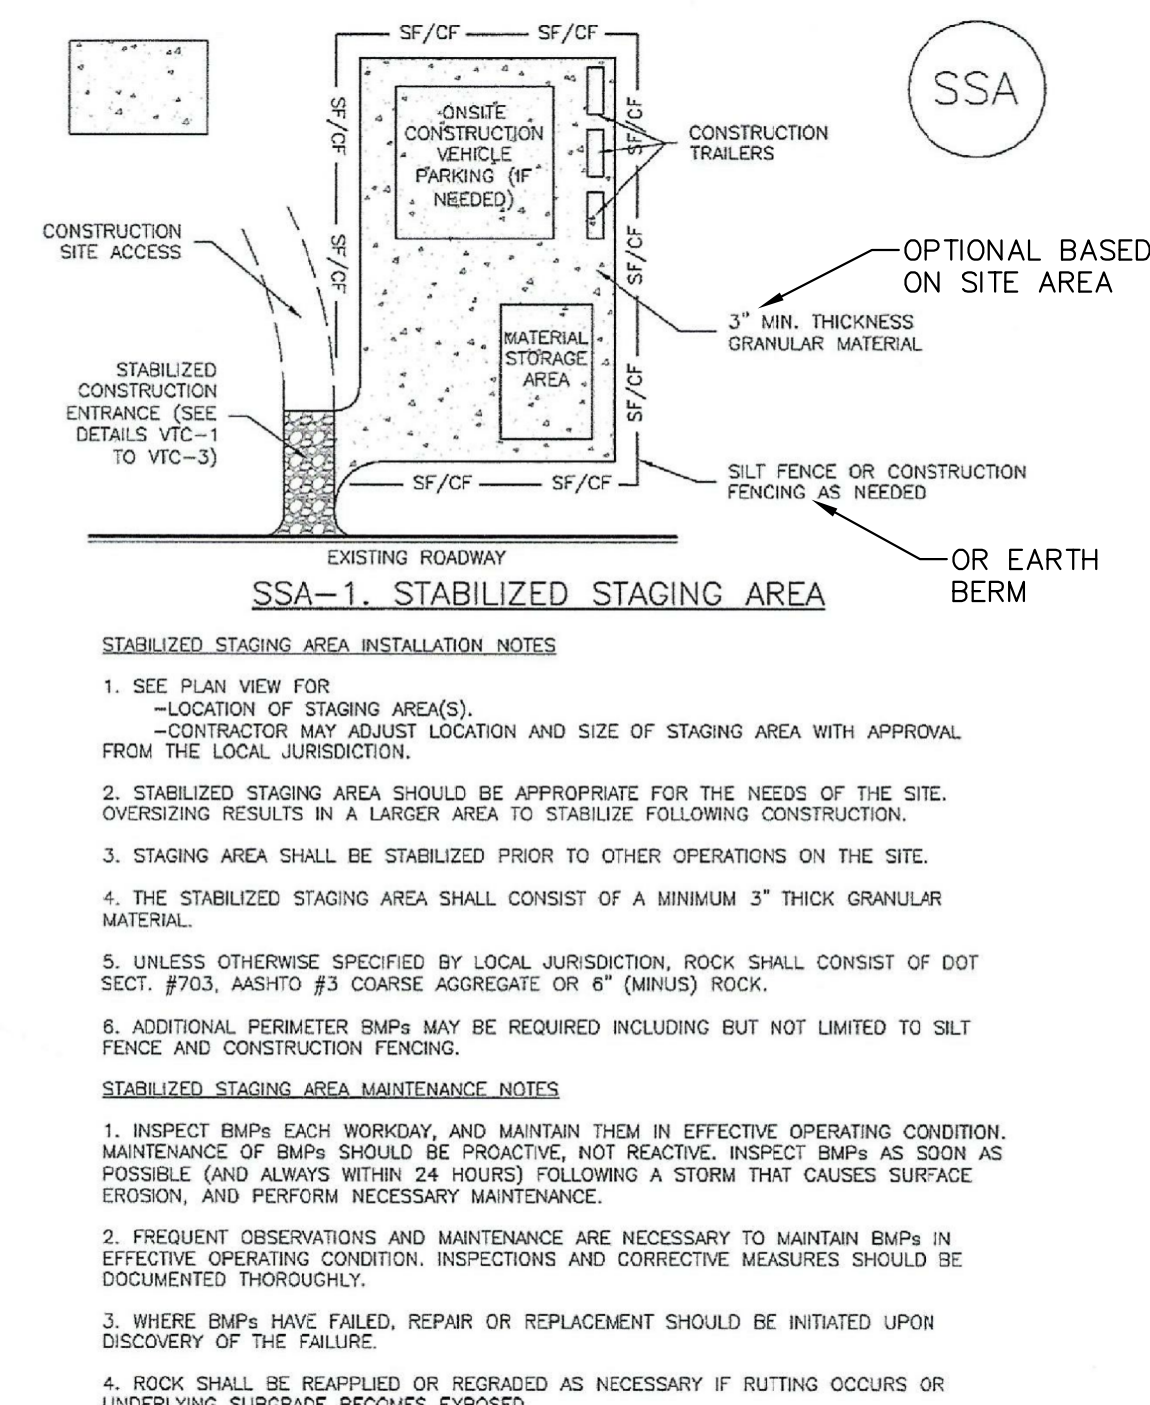 SF/CF SF/CF
SSA
ONSITE
CONSTRUCTION
VEHICLE
PARKING (IF
NEEDED)
SF/CF
SF/CF
SF/CF
SF/CF
SF/CF
CONSTRUCTION
TRAILERS
CONSTRUCTION
SITE ACCESS
OPTIONAL BASED
ON SITE AREA
3" MIN. THICKNESS
GRANULAR MATERIAL
MATERIAL
STORAGE
AREA
STABILIZED
CONSTRUCTION
ENTRANCE (SEE
DETAILS VTC-1
TO VTC-3)
SF/CF SF/CF
SILT FENCE OR CONSTRUCTION
FENCING AS NEEDED
OR EARTH
BERM
EXISTING ROADWAY
SSA-1. STABILIZED STAGING AREA
STABILIZED STAGING AREA INSTALLATION NOTES
1. SEE PLAN VIEW FOR
-LOCATION OF STAGING AREA(S).
-CONTRACTOR MAY ADJUST LOCATION AND SIZE OF STAGING AREA WITH APPROVAL
FROM THE LOCAL JURISDICTION.
2. STABILIZED STAGING AREA SHOULD BE APPROPRIATE FOR THE NEEDS OF THE SITE.
OVERSIZING RESULTS IN A LARGER AREA TO STABILIZE FOLLOWING CONSTRUCTION.
3. STAGING AREA SHALL BE STABILIZED PRIOR TO OTHER OPERATIONS ON THE SITE.
4. THE STABILIZED STAGING AREA SHALL CONSIST OF A MINIMUM 3" THICK GRANULAR
MATERIAL.
5. UNLESS OTHERWISE SPECIFIED BY LOCAL JURISDICTION, ROCK SHALL CONSIST OF DOT
SECT. #703, AASHTO #3 COARSE AGGREGATE OR 6" (MINUS) ROCK.
6. ADDITIONAL PERIMETER BMPs MAY BE REQUIRED INCLUDING BUT NOT LIMITED TO SILT
FENCE AND CONSTRUCTION FENCING.
STABILIZED STAGING AREA MAINTENANCE NOTES
1. INSPECT BMPs EACH WORKDAY, AND MAINTAIN THEM IN EFFECTIVE OPERATING CONDITION.
MAINTENANCE OF BMPs SHOULD BE PROACTIVE, NOT REACTIVE. INSPECT BMPs AS SOON AS
POSSIBLE (AND ALWAYS WITHIN 24 HOURS) FOLLOWING A STORM THAT CAUSES SURFACE
EROSION, AND PERFORM NECESSARY MAINTENANCE.
2. FREQUENT OBSERVATIONS AND MAINTENANCE ARE NECESSARY TO MAINTAIN BMPs IN
EFFECTIVE OPERATING CONDITION. INSPECTIONS AND CORRECTIVE MEASURES SHOULD BE
DOCUMENTED THOROUGHLY.
3. WHERE BMPs HAVE FAILED, REPAIR OR REPLACEMENT SHOULD BE INITIATED UPON
DISCOVERY OF THE FAILURE.
4. ROCK SHALL BE REAPPLIED OR REGRADED AS NECESSARY IF RUTTING OCCURS OR
UNDERLYING SUBGRADE BECOMES EXPOSED.